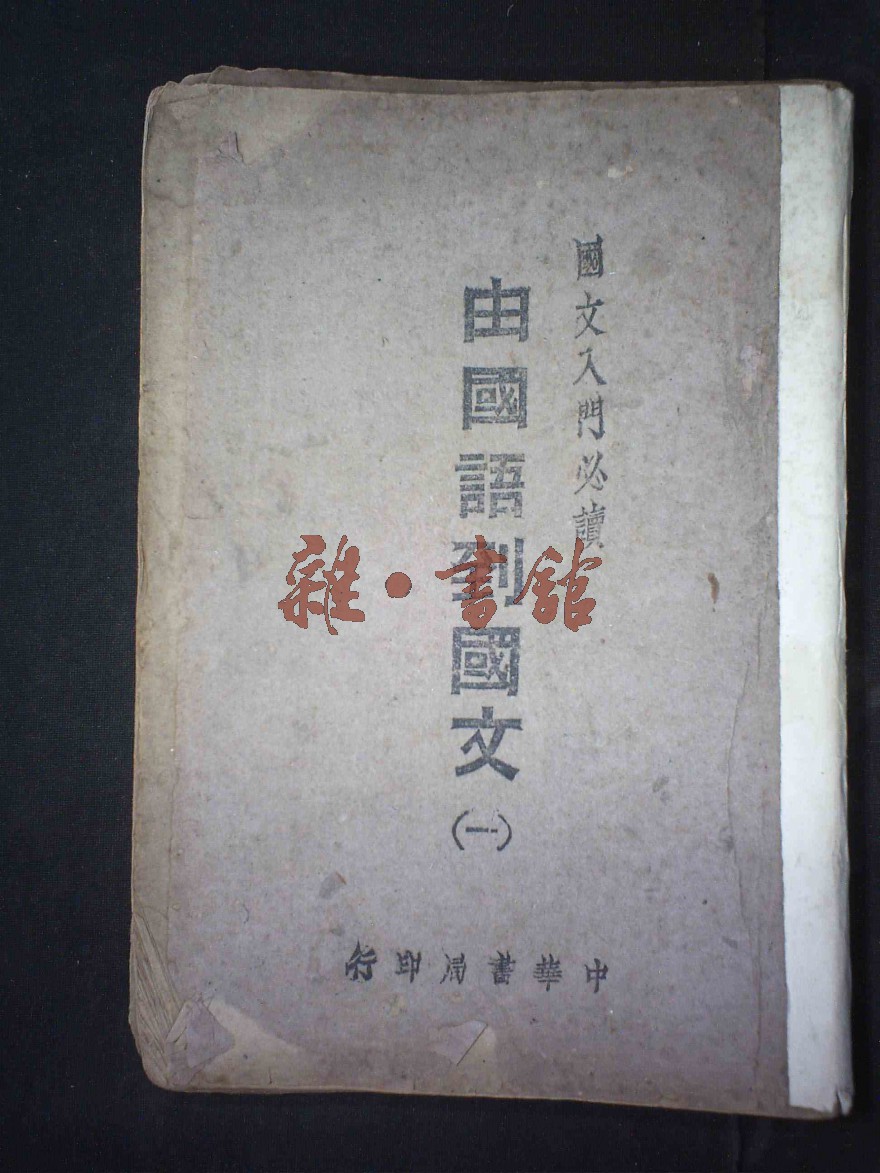 國文入門必讀
由國語到國文
(一)
中華書局印行
雜·書館